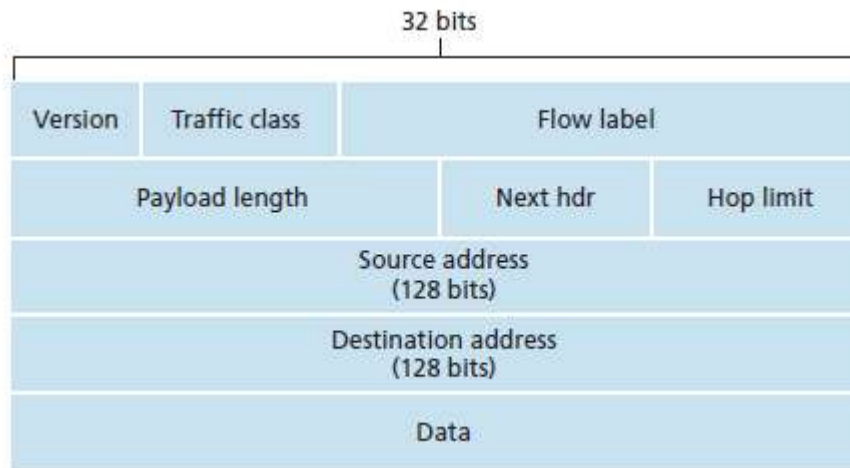 32 bits
Version Traffic class Flow label
Payload length Next hdr Hop limit
Source address
(128 bits)
Destination address
(128 bits)
Data